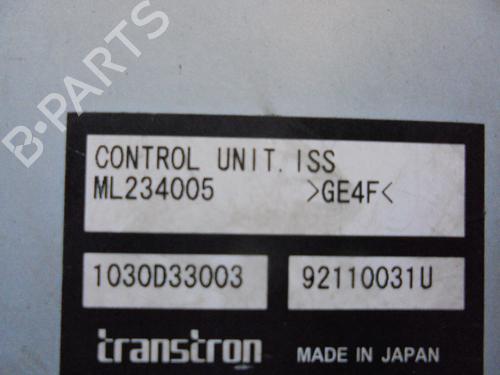 B-PARTS
CONTROL UNIT. ISS
ML234005 >GE4F<
1030D33003 92110031U
transtron MADE IN JAPAN